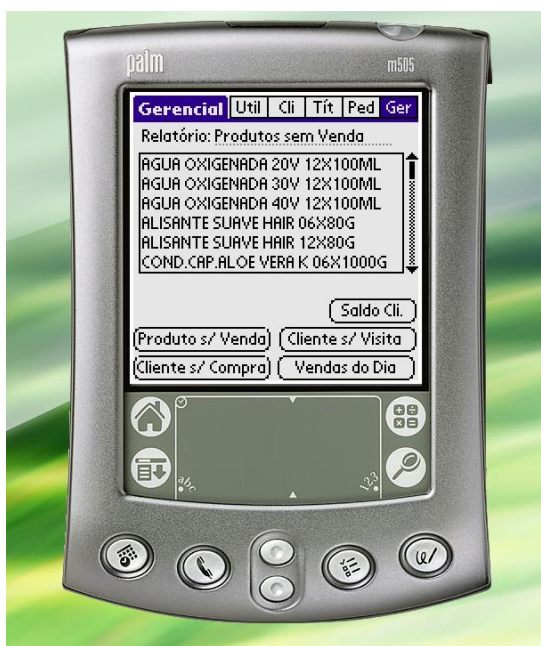 palm
m505
Gerencial Util Cli Tít Ped Ger
Relatório: Produtos sem Venda
AGUA OXIGENADA 20V 12X100ML
AGUA OXIGENADA 30V 12X100ML
AGUA OXIGENADA 40V 12X100ML
ALISANTE SUAVE HAIR 06X80G
ALISANTE SUAVE HAIR 12X80G
COND.CAP.ALOE VERA K 06X1000G
Saldo Cli.
Produto s/ Venda Cliente s/ Visita
Cliente s/ Compra Vendas do Dia
abc
123